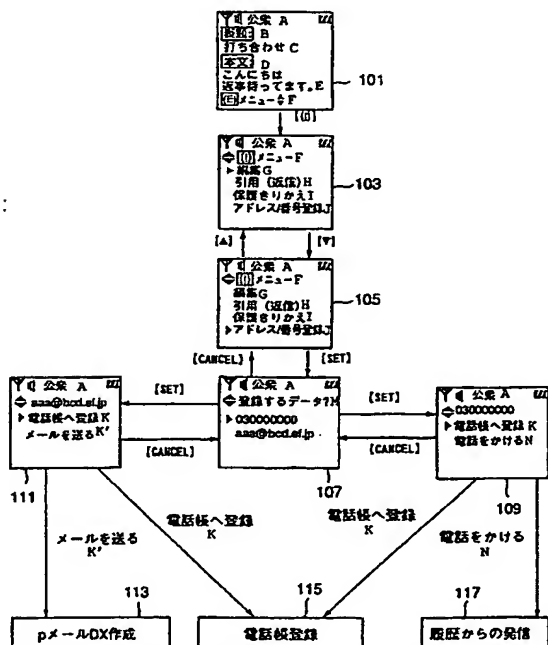 公衆 A
表題: B
打ち合わせ C
本文: D
こんにちは
返事待ってます。E
メニュー F
101
公衆 A
メニュー F
▶ 編集 G
引用 (返信) H
保護きりかえ I
アドレス/番号登録 J
103
[▲] [▼]
公衆 A
メニュー F
編集 G
引用 (返信) H
保護きりかえ I
▶アドレス/番号登録 J
105
[CANCEL] [SET]
公衆 A
aaa@bcd.ef.jp
▶ 電話帳へ登録 K
メールを送る K'
111
[SET]
[CANCEL]
公衆 A
登録するデータ? M
▶ 030000000
aaa@bcd.ef.jp
107
[SET]
[CANCEL]
公衆 A
030000000
▶電話帳へ登録 K
電話をかける N
109
メールを送る
K'
電話帳へ登録
K
電話帳へ登録
K
電話をかける
N
113
115
117
pメールDX作成
電話帳登録
履歴からの発信